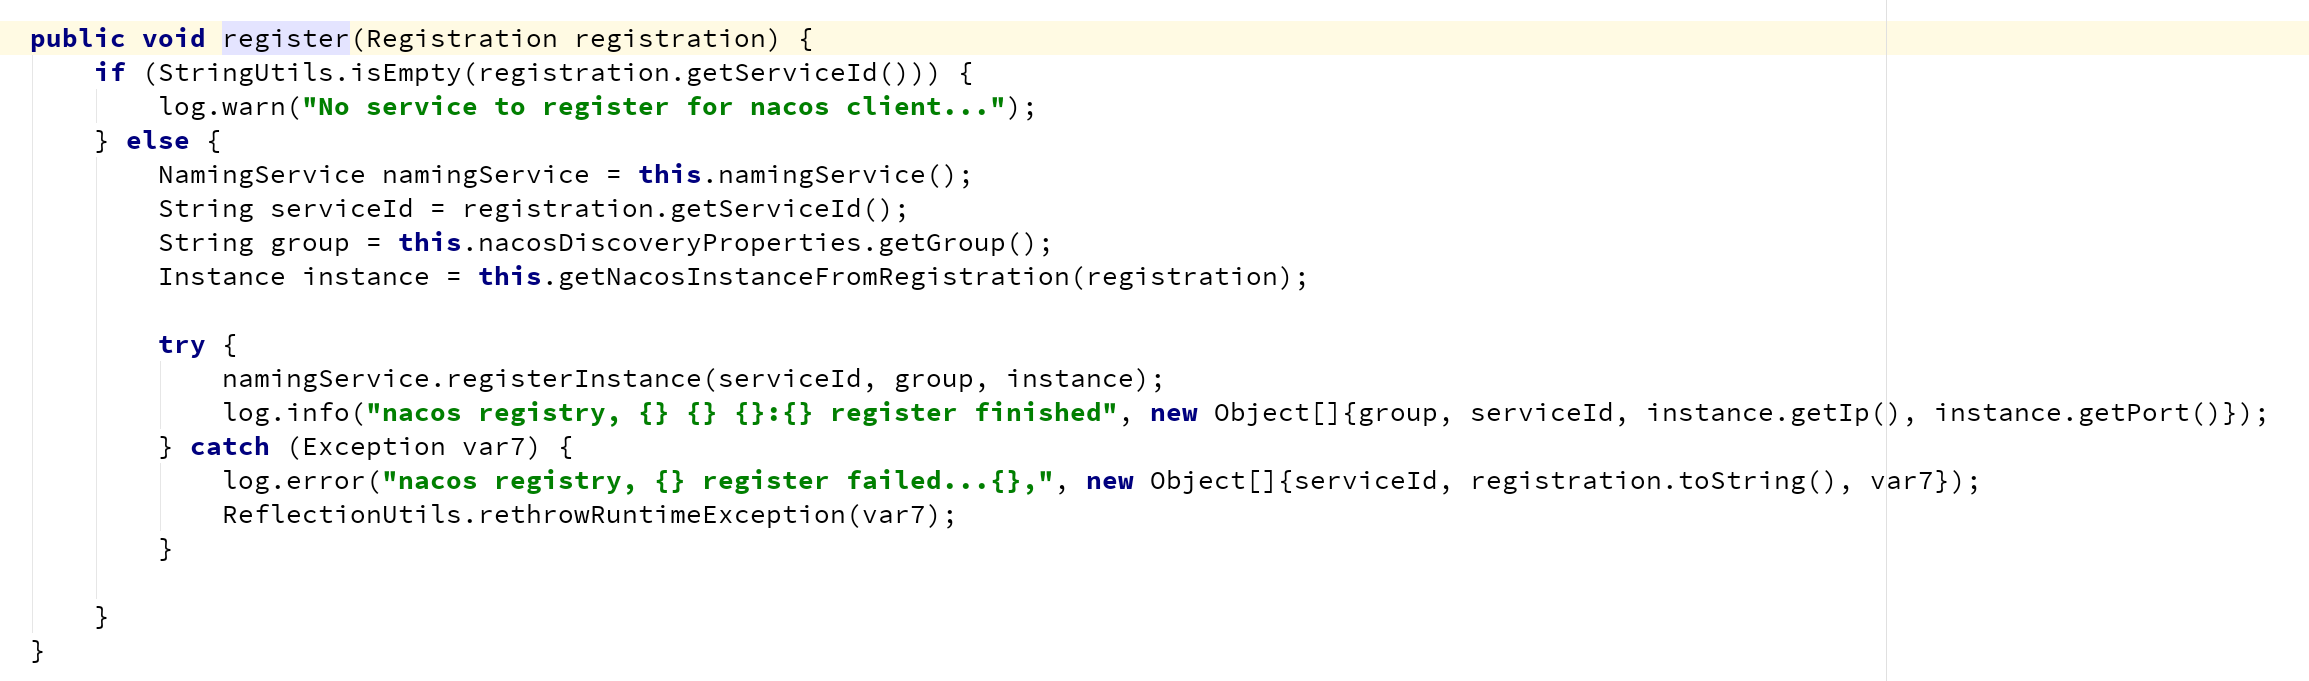 public void register(Registration registration) {
    if (StringUtils.isEmpty(registration.getServiceId())) {
        log.warn("No service to register for nacos client...");
    } else {
        NamingService namingService = this.namingService();
        String serviceId = registration.getServiceId();
        String group = this.nacosDiscoveryProperties.getGroup();
        Instance instance = this.getNacosInstanceFromRegistration(registration);

        try {
            namingService.registerInstance(serviceId, group, instance);
            log.info("nacos registry, {} {} {}:{} register finished", new Object[]{group, serviceId, instance.getIp(), instance.getPort()});
        } catch (Exception var7) {
            log.error("nacos registry, {} register failed...{},", new Object[]{serviceId, registration.toString(), var7});
            ReflectionUtils.rethrowRuntimeException(var7);
        }

    }
}